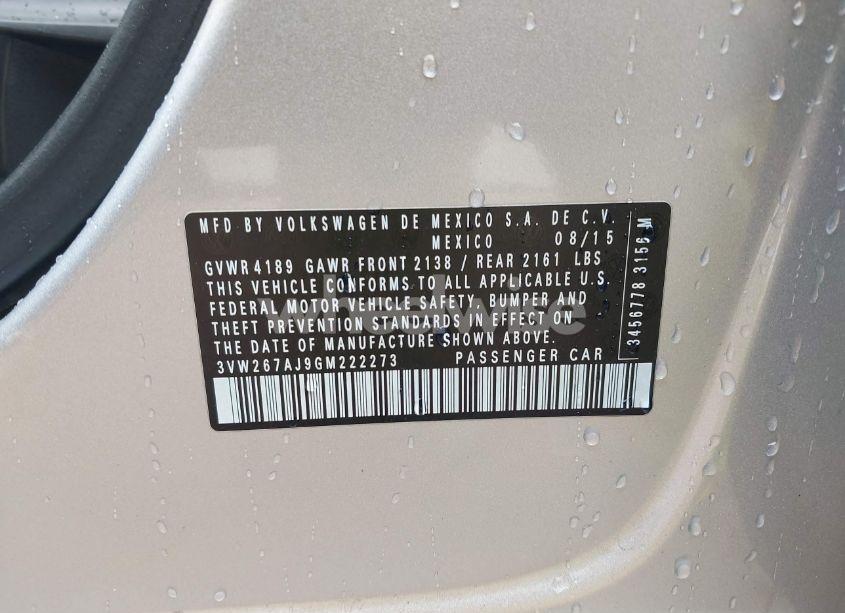 MFD BY VOLKSWAGEN DE MEXICO S.A. DE C.V.
MEXICO 08/15
GVWR 4189 GAWR FRONT 2138 / REAR 2161 LBS
THIS VEHICLE CONFORMS TO ALL APPLICABLE U.S.
FEDERAL MOTOR VEHICLE SAFETY, BUMPER AND
THEFT PREVENTION STANDARDS IN EFFECT ON
THE DATE OF MANUFACTURE SHOWN ABOVE.
3VW267AJ9GM222273 PASSENGER CAR
34567783156 M
wheelwire